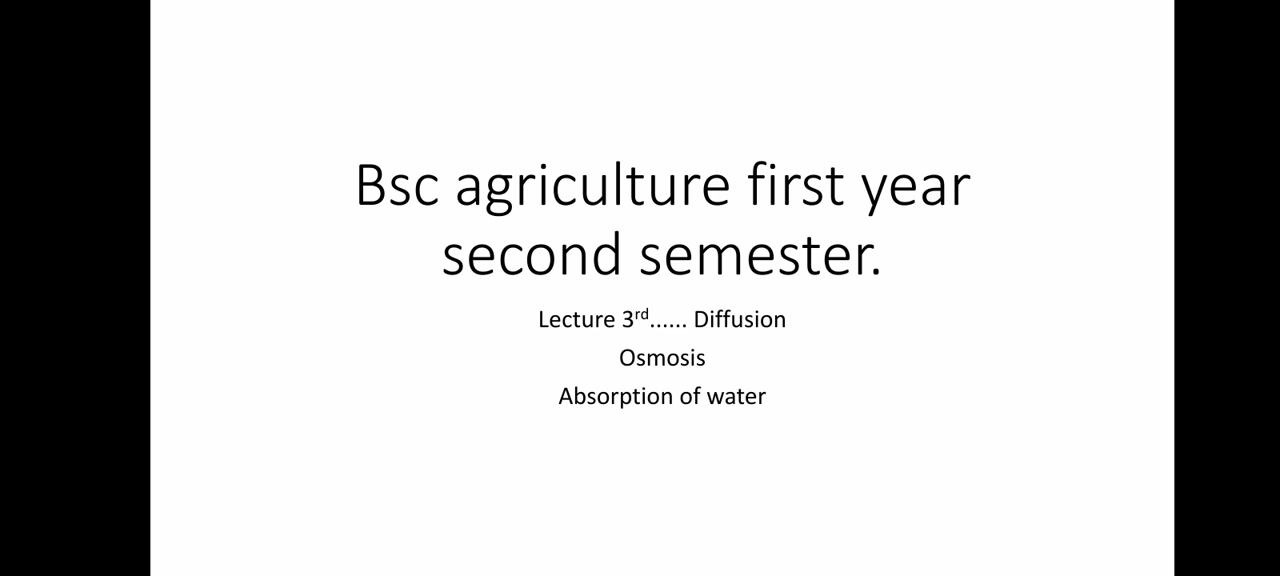 Bsc agriculture first year
second semester.
Lecture 3rd...... Diffusion
Osmosis
Absorption of water